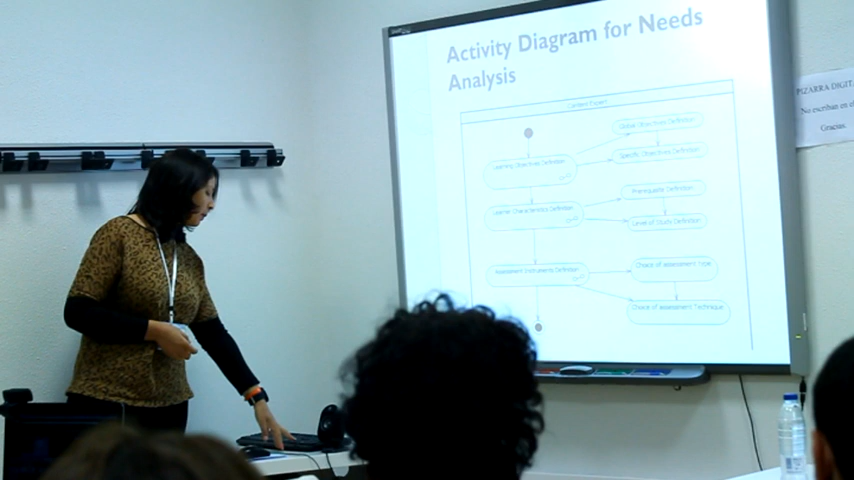 Activity Diagram for Needs
Analysis
Content Expert
Global Objectives Definition
Learning Objectives Definition
Specific Objectives Definition
Prerequisite Definition
Learner Characteristics Definition
Level of Study Definition
Choice of assessment Type
Assessment Instruments Definition
Choice of assessment Technique
PIZARRA DIGIT
No escriban en el
Gracias.